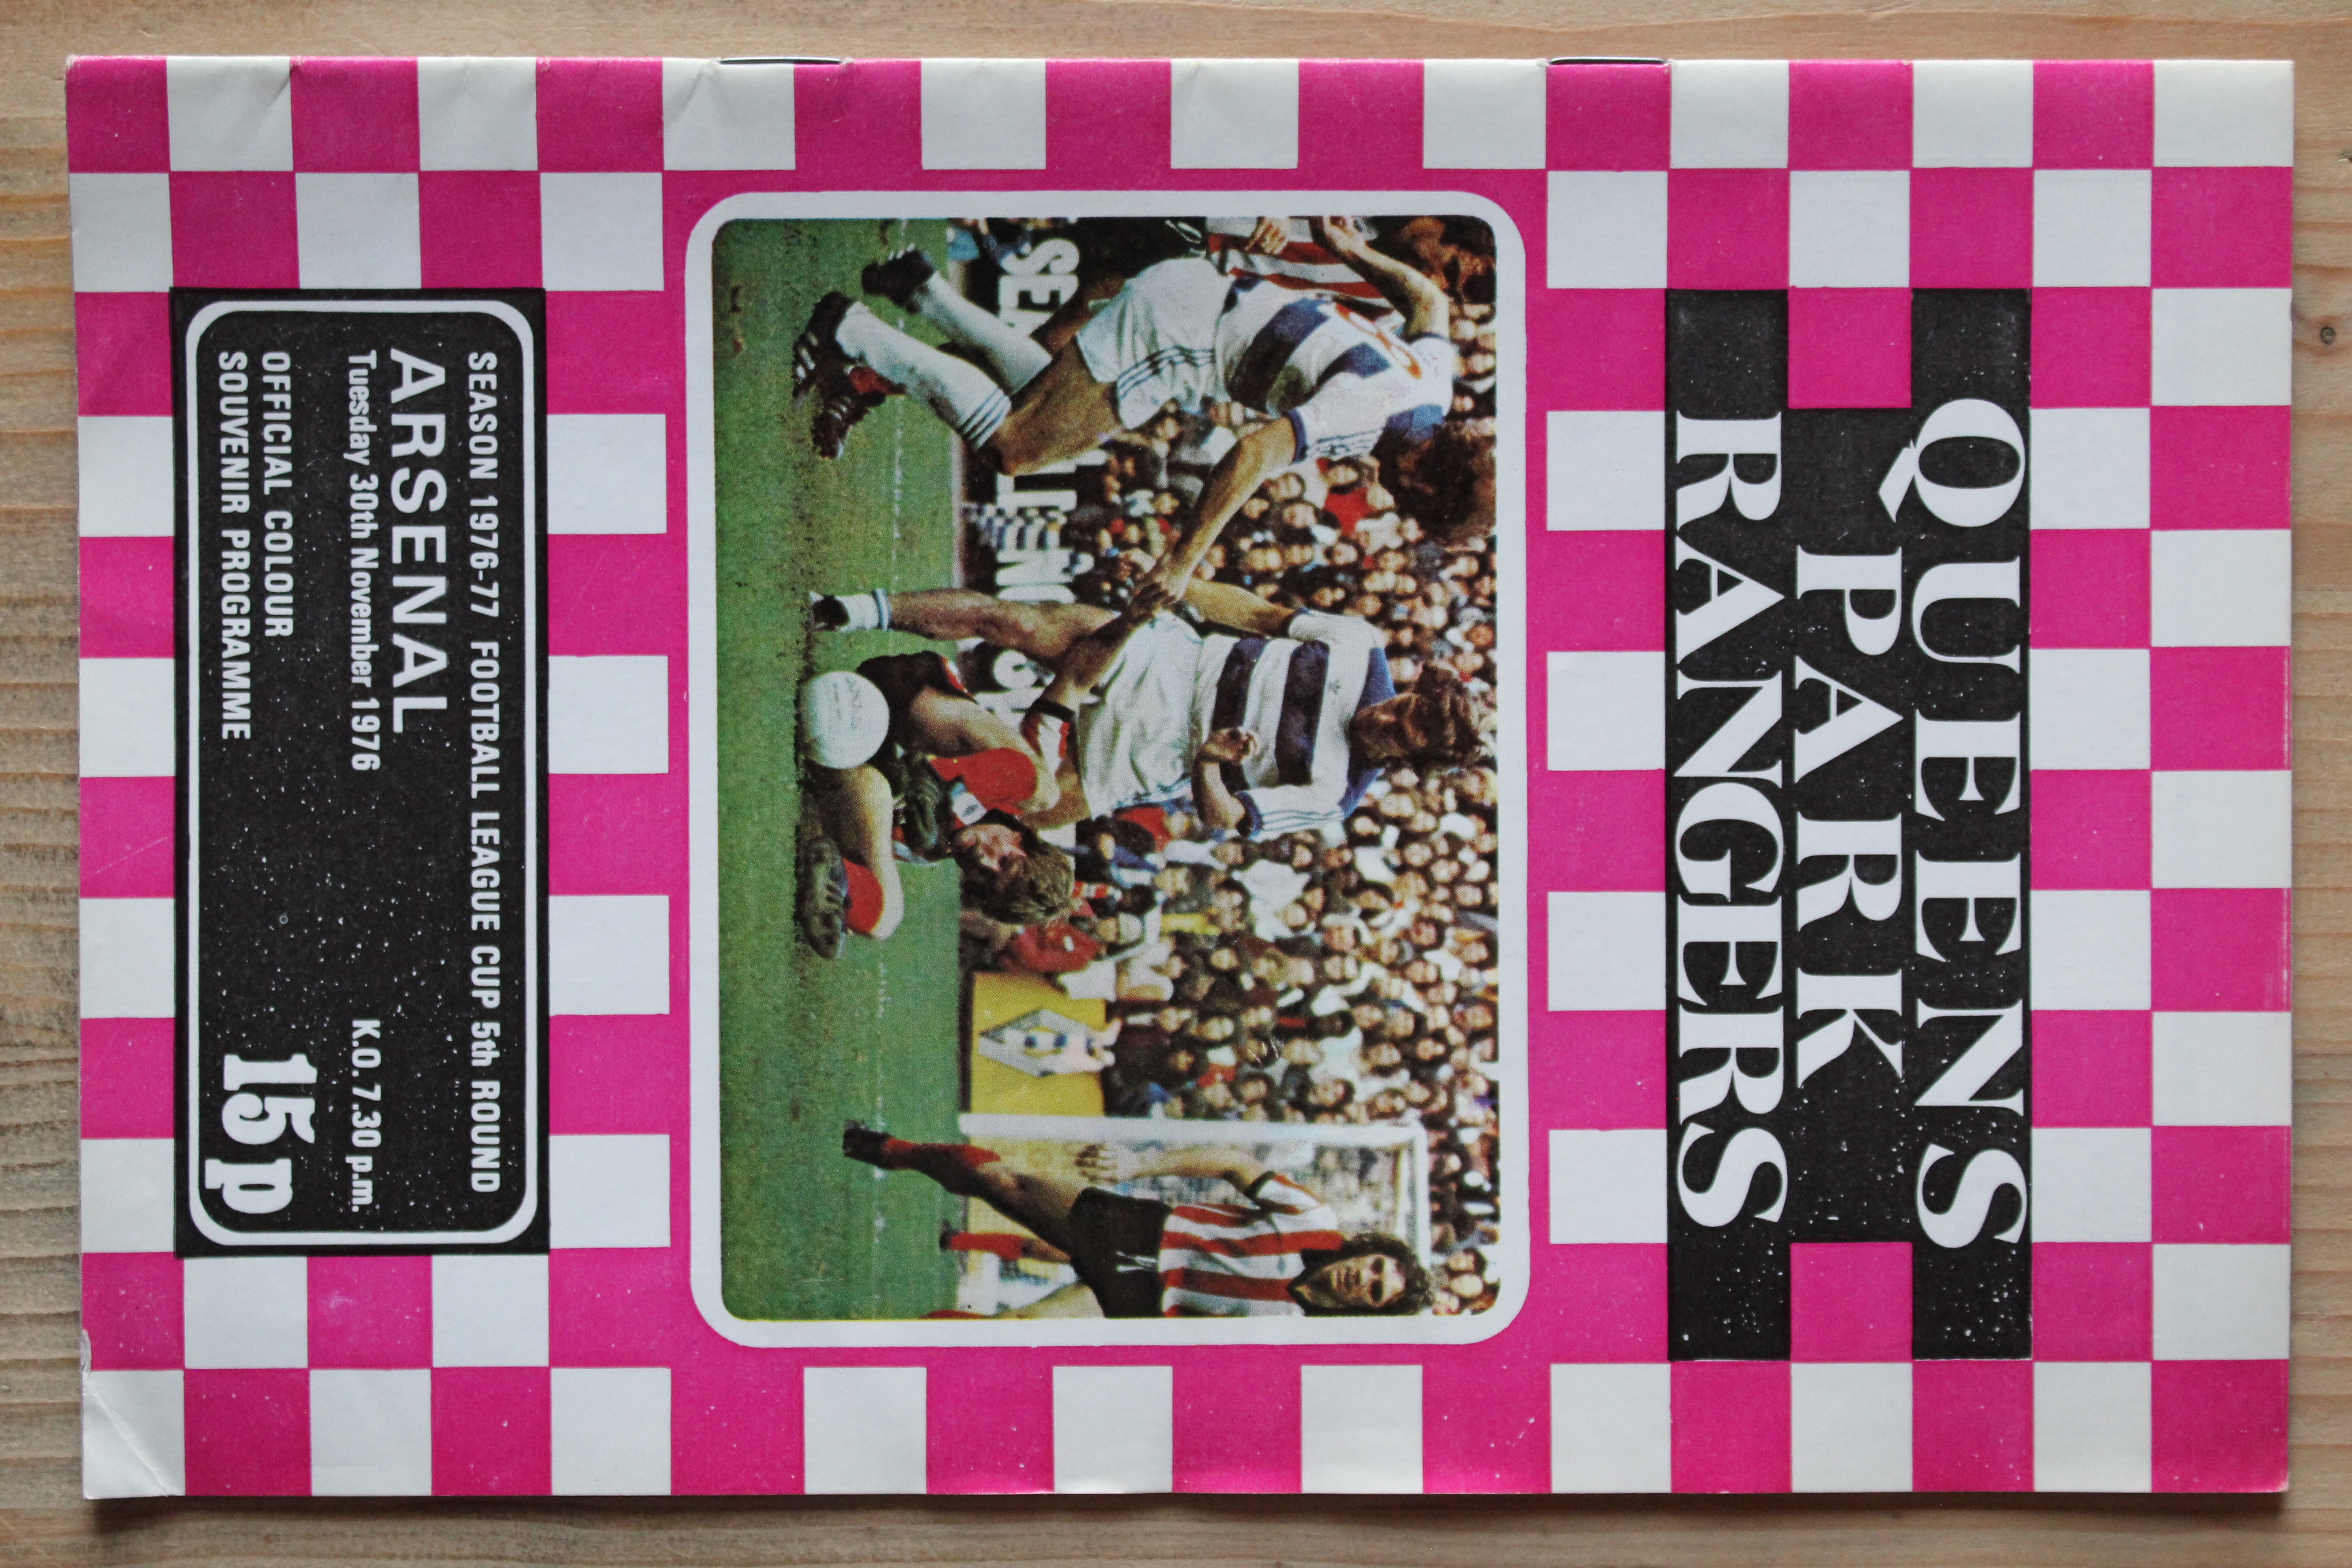 QUEENS
PARK
RANGERS
SEASON 1976-77 FOOTBALL LEAGUE CUP 5th ROUND
ARSENAL
Tuesday 30th November 1976 K.O. 7.30 p.m.
OFFICIAL COLOUR
SOUVENIR PROGRAMME
15p